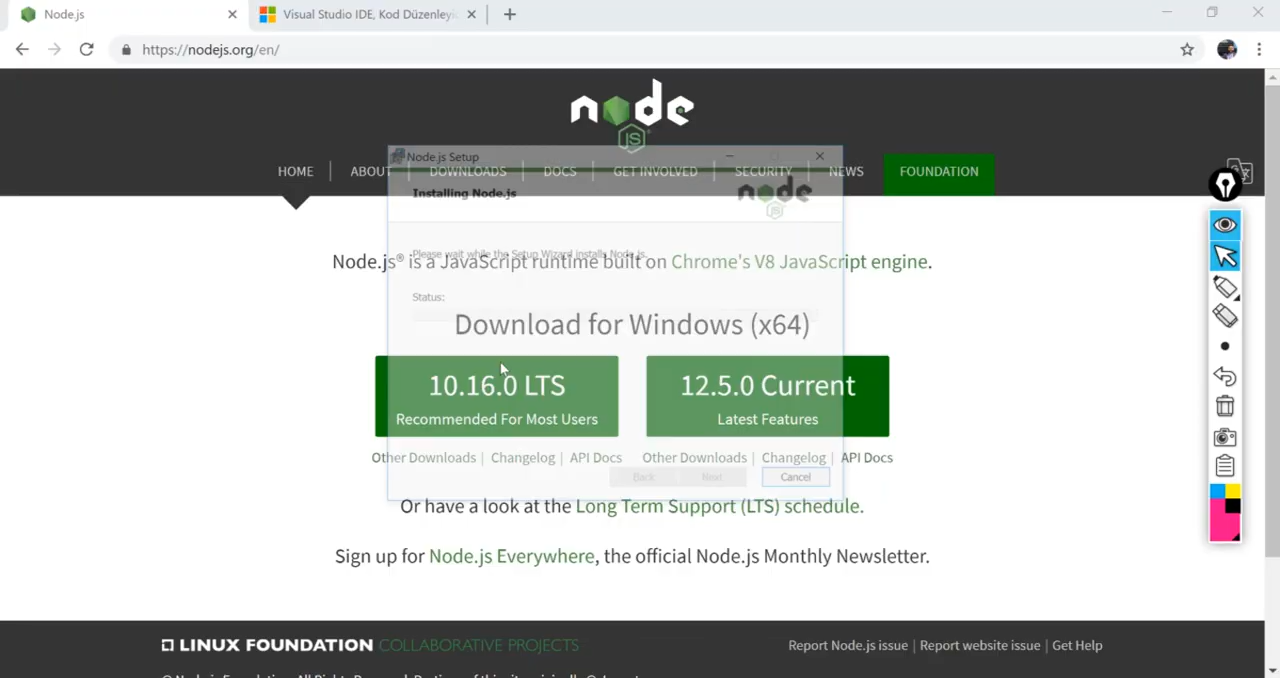 Node.js
Visual Studio IDE, Kod Düzenleyi
https://nodejs.org/en/
node
JS
Node.js Setup
HOME | ABOUT | DOWNLOADS | DOCS | GET INVOLVED | SECURITY | NEWS
FOUNDATION
Installing Node.js
node
JS
Please wait while the Setup Wizard installs Node.js.
Node.js® is a JavaScript runtime built on Chrome's V8 JavaScript engine.
Status:
Download for Windows (x64)
10.16.0 LTS
Recommended For Most Users
12.5.0 Current
Latest Features
Other Downloads | Changelog | API Docs
Other Downloads | Changelog | API Docs
Back
Next
Cancel
Or have a look at the Long Term Support (LTS) schedule.
Sign up for Node.js Everywhere, the official Node.js Monthly Newsletter.
LINUX FOUNDATION COLLABORATIVE PROJECTS
Report Node.js issue | Report website issue | Get Help